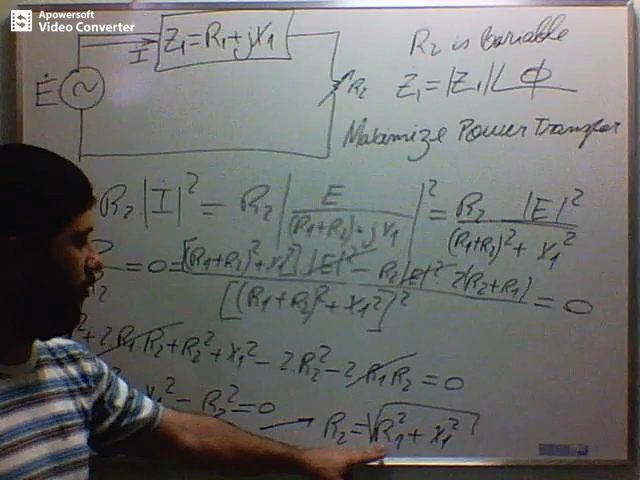 Apowersoft
Video Converter
Z1=R1+jX1
R2 is variable
İ
Ė
R2
Ż1=|Z1|∠Φ
Maximize Power Transfer
R2|İ|² = R2|E/((R1+R2)+jX1)|² = R2|E|²/((R1+R2)²+X1²)
=0=([(R1+R2)²+X1²]|E|²-R2|E|²·2(R2+R1))/[(R1+R2)²+X1²]²=0
²+2R1R2+R2²+X1²-2R2²-2R1R2=0
X1²-R2²=0 → R2=√(R1²+X1²)